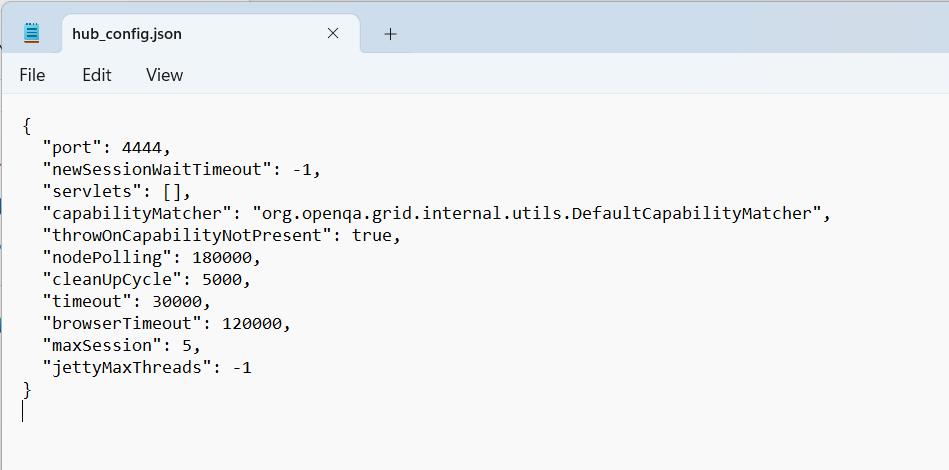 hub_config.json
File Edit View
{
  "port": 4444,
  "newSessionWaitTimeout": -1,
  "servlets": [],
  "capabilityMatcher": "org.openqa.grid.internal.utils.DefaultCapabilityMatcher",
  "throwOnCapabilityNotPresent": true,
  "nodePolling": 180000,
  "cleanUpCycle": 5000,
  "timeout": 30000,
  "browserTimeout": 120000,
  "maxSession": 5,
  "jettyMaxThreads": -1
}